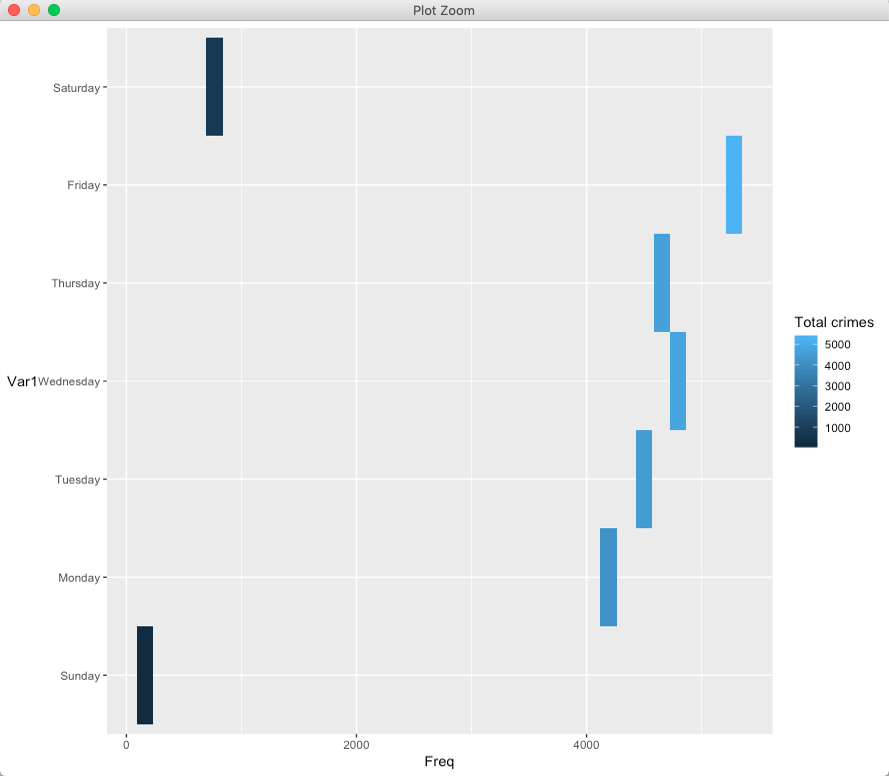 Plot Zoom
Saturday
Friday
Thursday
Var1
Wednesday
Tuesday
Monday
Sunday
0 2000 4000
Freq
Total crimes
5000
4000
3000
2000
1000